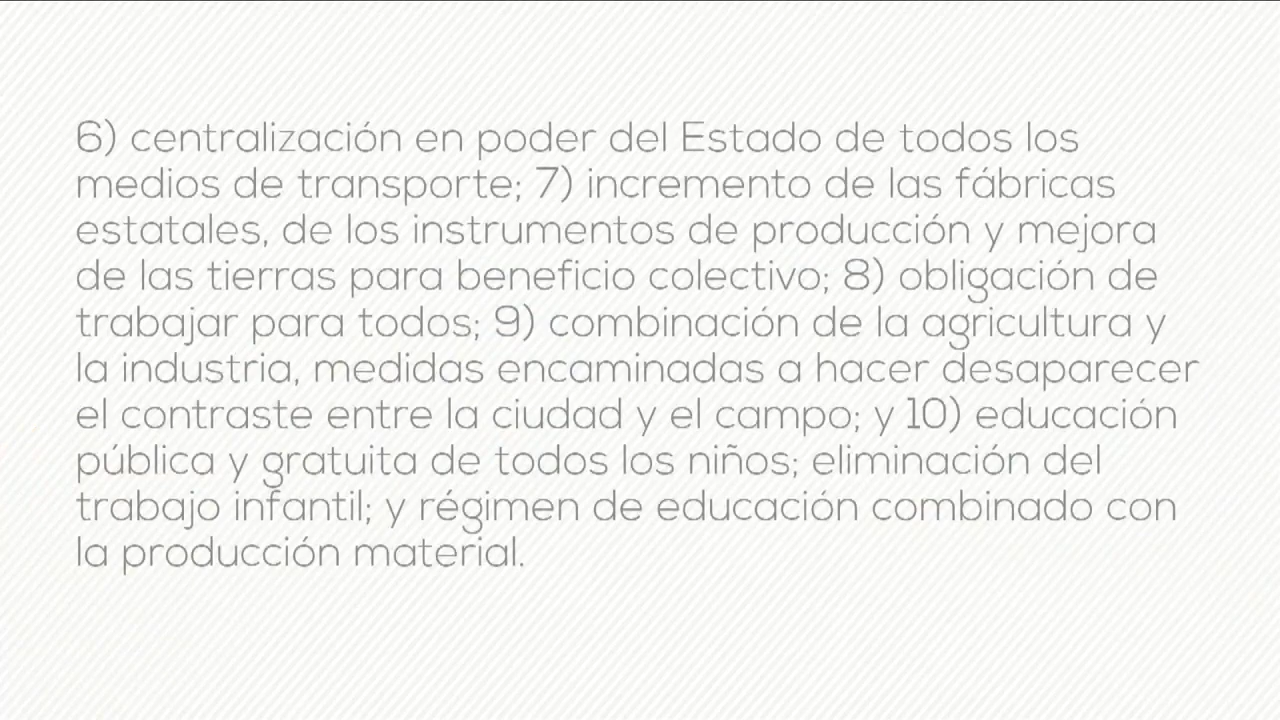 6) centralización en poder del Estado de todos los
medios de transporte; 7) incremento de las fábricas
estatales, de los instrumentos de producción y mejora
de las tierras para beneficio colectivo; 8) obligación de
trabajar para todos; 9) combinación de la agricultura y
la industria, medidas encaminadas a hacer desaparecer
el contraste entre la ciudad y el campo; y 10) educación
pública y gratuita de todos los niños; eliminación del
trabajo infantil; y régimen de educación combinado con
la producción material.